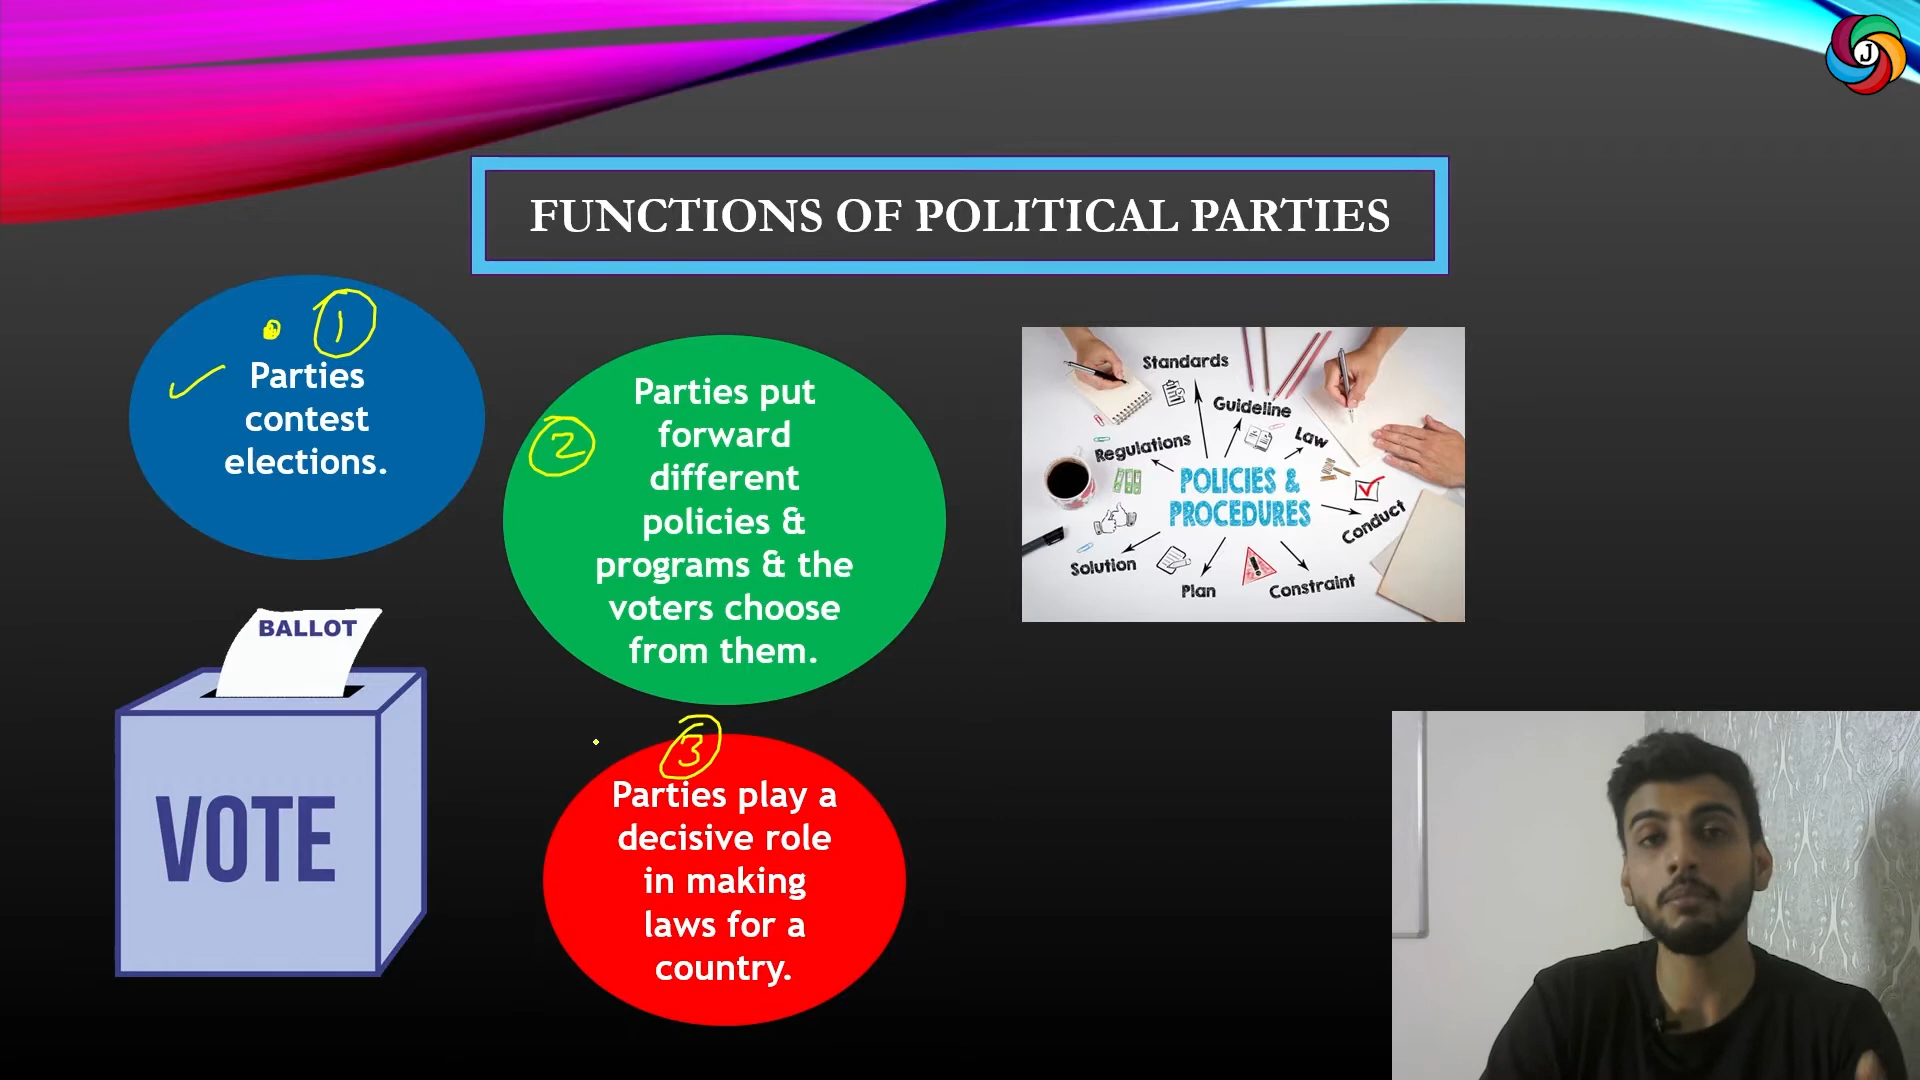 J
FUNCTIONS OF POLITICAL PARTIES
1
Parties
contest
elections.
2
Parties put
forward
different
policies &
programs & the
voters choose
from them.
Standards
Guideline
Law
Regulations
POLICIES &
PROCEDURES
Conduct
Solution
Plan
Constraint
BALLOT
VOTE
3
Parties play a
decisive role
in making
laws for a
country.